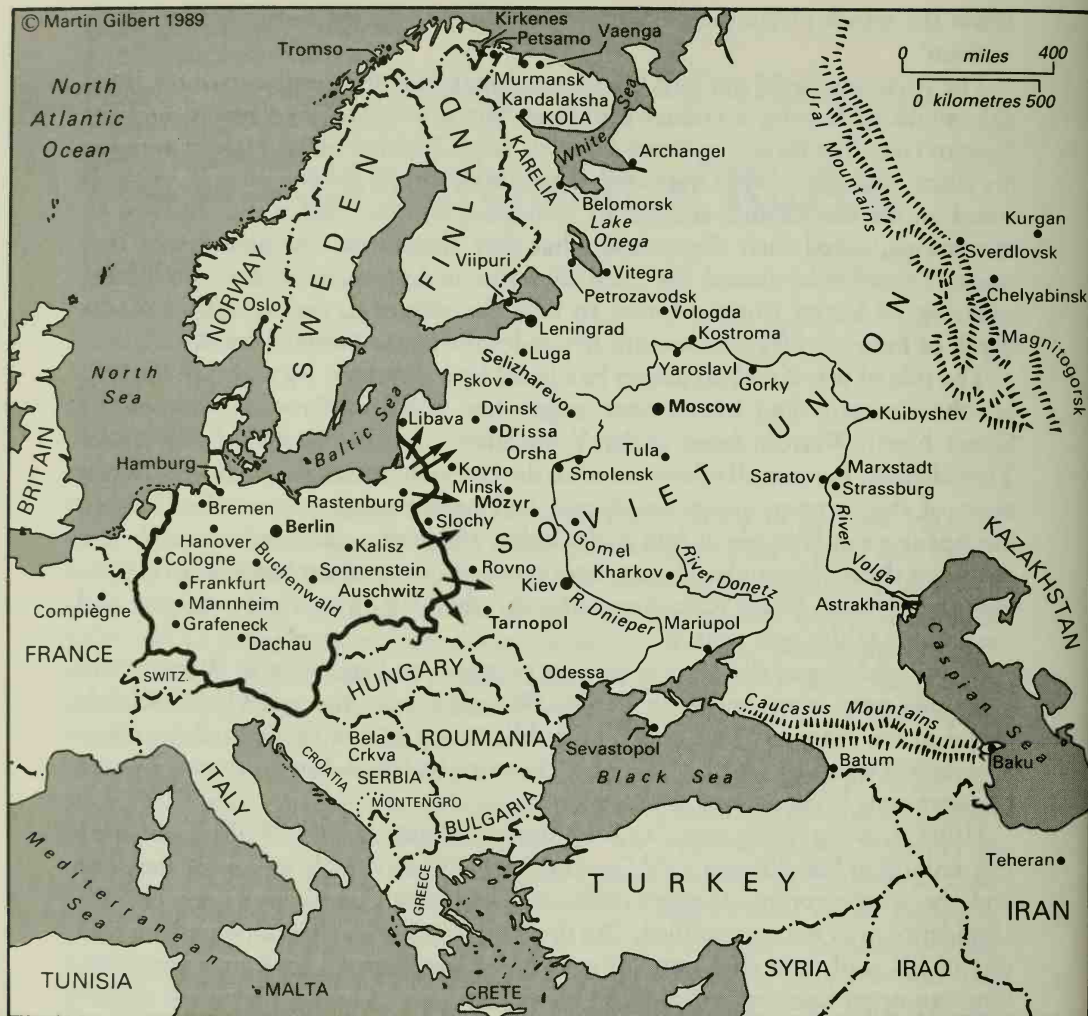 © Martin Gilbert 1989
Kirkenes
Petsamo
Vaenga
Tromso
0 miles 400
0 kilometres 500
North
Atlantic
Ocean
Murmansk
Kandalaksha
KOLA
White Sea
Ural Mountains
KARELIA
Archangel
SWEDEN
FINLAND
Belomorsk
Lake
Onega
Kurgan
Sverdlovsk
Viipuri
Vitegra
NORWAY
Petrozavodsk
Chelyabinsk
Oslo
Vologda
Leningrad
Kostroma
Magnitogorsk
Luga
Yaroslavl
Selizharevo
Gorky
North
Sea
Pskov
Baltic Sea
Libava
Dvinsk
Moscow
Kuibyshev
Drissa
BRITAIN
Orsha
Tula
Hamburg
Kovno
Smolensk
Marxstadt
Minsk
Saratov
Rastenburg
Strassburg
Bremen
Mozyr
SOVIET UNION
Berlin
Slochy
Hanover
Gomel
KAZAKHSTAN
Kalisz
River Donetz
River Volga
Cologne
Buchenwald
Sonnenstein
Rovno
Kharkov
Frankfurt
Kiev
Auschwitz
Compiègne
Mannheim
R. Dnieper
Astrakhan
Grafeneck
Tarnopol
Mariupol
Dachau
FRANCE
HUNGARY
Caspian Sea
SWITZ.
Odessa
Caucasus Mountains
Bela
Crkva
ROUMANIA
Sevastopol
CROATIA
SERBIA
Batum
Baku
ITALY
Black Sea
MONTENGRO
BULGARIA
Mediterranean
Sea
Teheran
GREECE
TURKEY
IRAN
TUNISIA
SYRIA
IRAQ
MALTA
CRETE